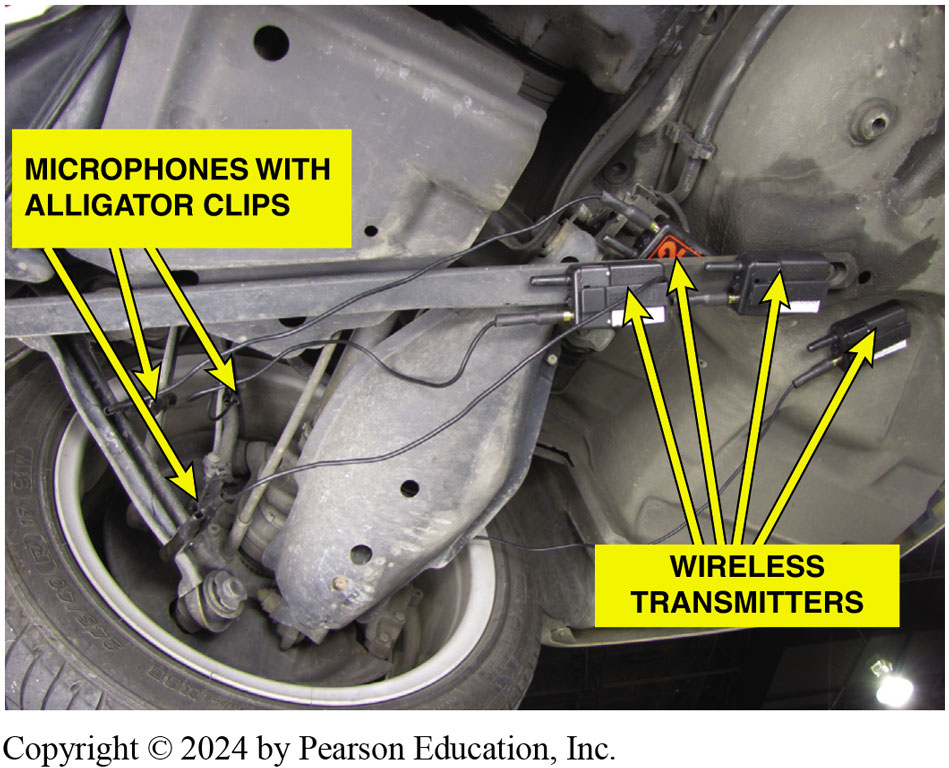 MICROPHONES WITH
ALLIGATOR CLIPS
WIRELESS
TRANSMITTERS
Copyright © 2024 by Pearson Education, Inc.